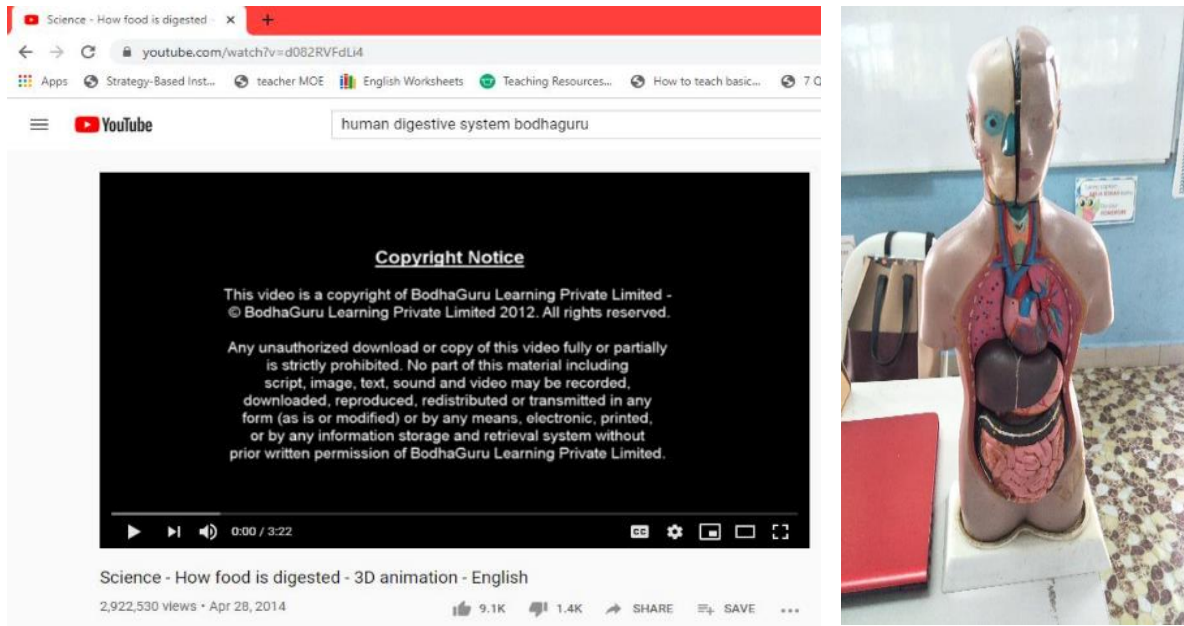 Science - How food is digested -
youtube.com/watch?v=d082RVFdLi4
Apps Strategy-Based Inst... teacher MOE English Worksheets Teaching Resources... How to teach basic... 7 Q
YouTube
human digestive system bodhaguru
Copyright Notice
This video is a copyright of BodhaGuru Learning Private Limited -
© BodhaGuru Learning Private Limited 2012. All rights reserved.
Any unauthorized download or copy of this video fully or partially
is strictly prohibited. No part of this material including
script, image, text, sound and video may be recorded,
downloaded, reproduced, redistributed or transmitted in any
form (as is or modified) or by any means, electronic, printed,
or by any information storage and retrieval system without
prior written permission of BodhaGuru Learning Private Limited.
0:00 / 3:22
CC
Science - How food is digested - 3D animation - English
2,922,530 views • Apr 28, 2014
9.1K 1.4K SHARE SAVE